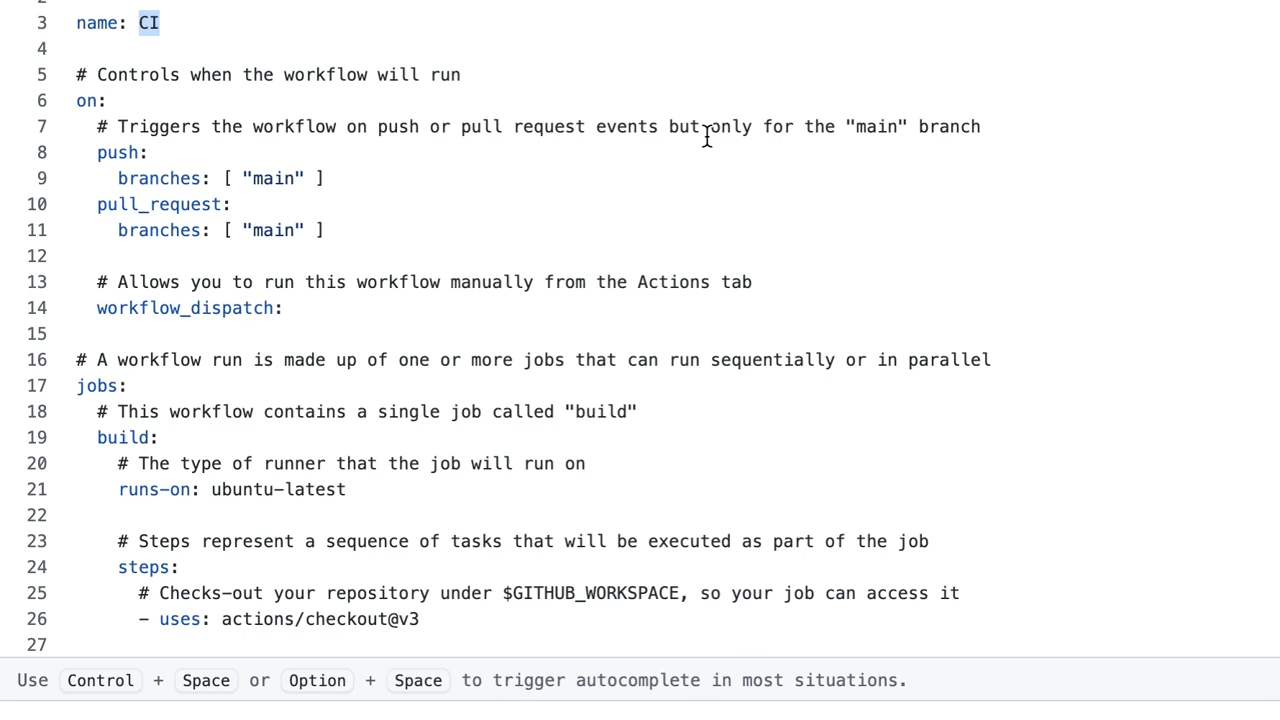 3 name: CI
4
5 # Controls when the workflow will run
6 on:
7 # Triggers the workflow on push or pull request events but only for the "main" branch
8 push:
9 branches: [ "main" ]
10 pull_request:
11 branches: [ "main" ]
12
13 # Allows you to run this workflow manually from the Actions tab
14 workflow_dispatch:
15
16 # A workflow run is made up of one or more jobs that can run sequentially or in parallel
17 jobs:
18 # This workflow contains a single job called "build"
19 build:
20 # The type of runner that the job will run on
21 runs-on: ubuntu-latest
22
23 # Steps represent a sequence of tasks that will be executed as part of the job
24 steps:
25 # Checks-out your repository under $GITHUB_WORKSPACE, so your job can access it
26 - uses: actions/checkout@v3
27
Use Control + Space or Option + Space to trigger autocomplete in most situations.